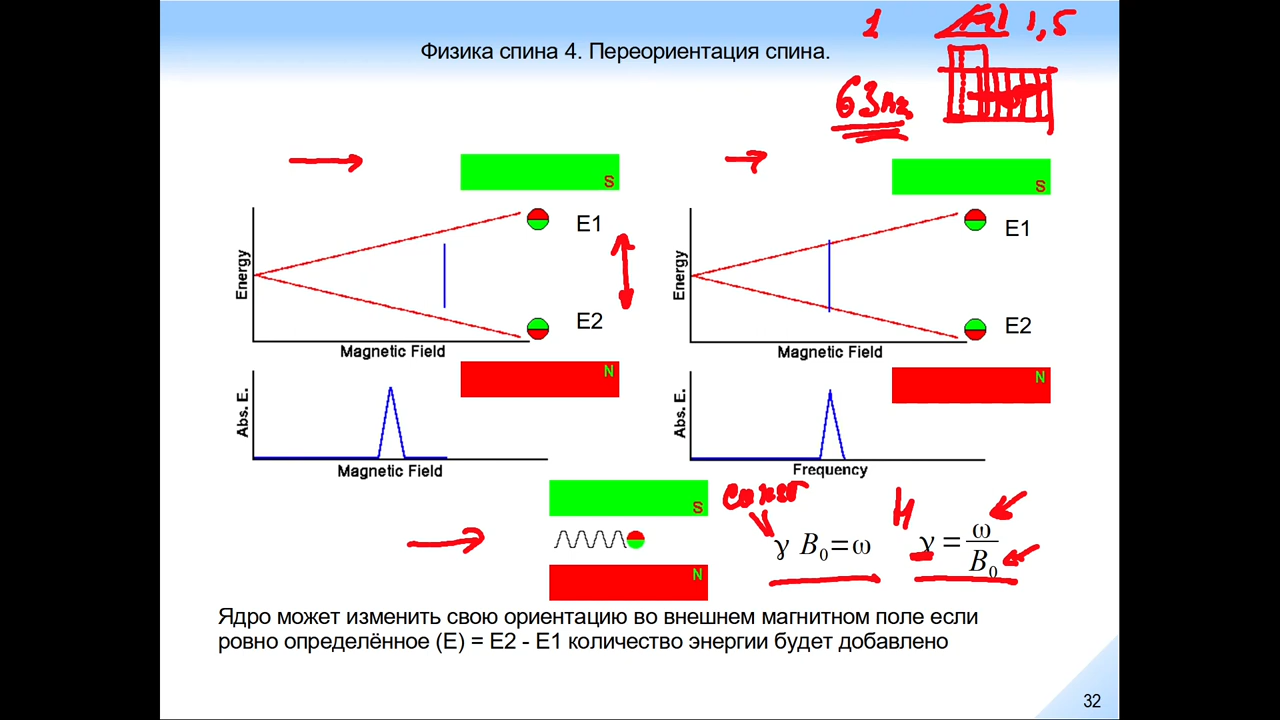 1
1,5
Физика спина 4. Переориентация спина.
63
S
S
E1
E1
Energy
Energy
E2
E2
Magnetic Field
Magnetic Field
N
N
Abs. E.
Abs. E.
Magnetic Field
Frequency
S
H
γ B₀ = ω
γ = ω / B₀
N
Ядро может изменить свою ориентацию во внешнем магнитном поле если
ровно определённое (E) = E2 - E1 количество энергии будет добавлено
32